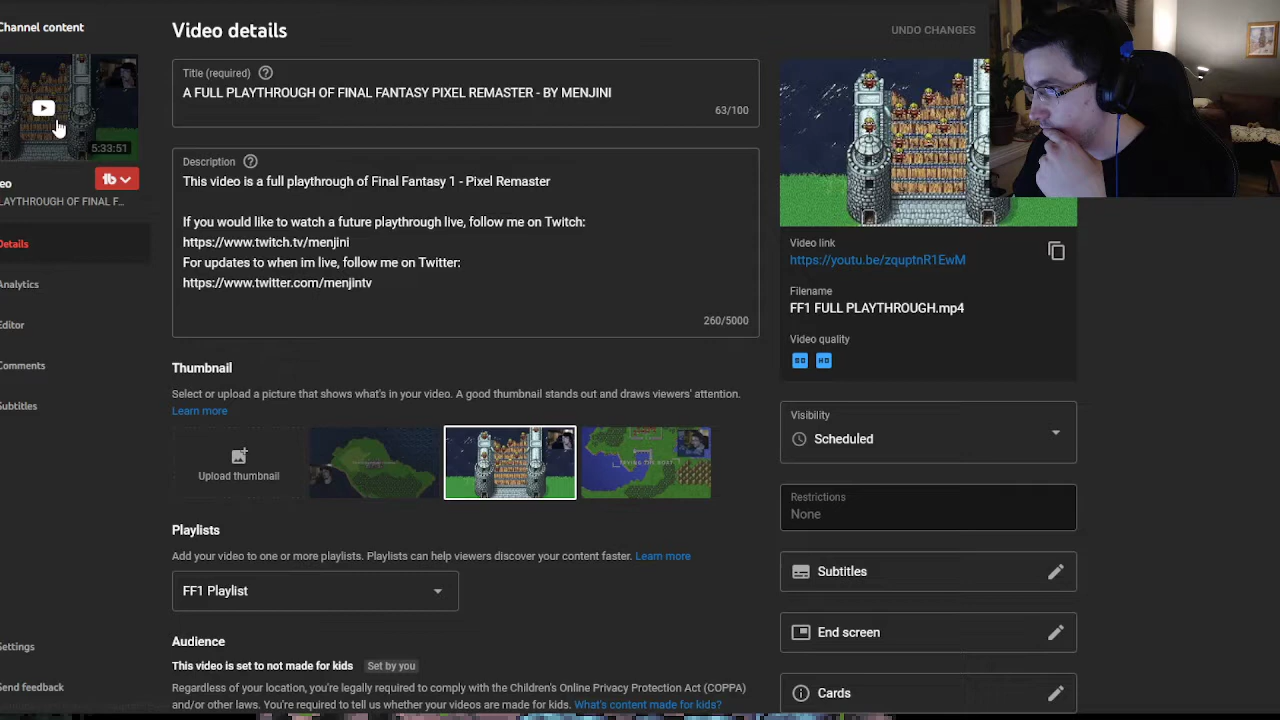 Channel content
Video details
UNDO CHANGES
Title (required)
A FULL PLAYTHROUGH OF FINAL FANTASY PIXEL REMASTER - BY MENJINI
63/100
5:33:51
eo
LAYTHROUGH OF FINAL F...
Details
Analytics
Editor
Comments
Subtitles
Settings
Send feedback
Description
This video is a full playthrough of Final Fantasy 1 - Pixel Remaster
If you would like to watch a future playthrough live, follow me on Twitch:
https://www.twitch.tv/menjini
For updates to when im live, follow me on Twitter:
https://www.twitter.com/menjintv
260/5000
Thumbnail
Select or upload a picture that shows what's in your video. A good thumbnail stands out and draws viewers' attention.
Learn more
Upload thumbnail
Playlists
Add your video to one or more playlists. Playlists can help viewers discover your content faster. Learn more
FF1 Playlist
Audience
This video is set to not made for kids Set by you
Regardless of your location, you're legally required to comply with the Children's Online Privacy Protection Act (COPPA)
and/or other laws. You're required to tell us whether your videos are made for kids. What's content made for kids?
Video link
https://youtu.be/zquptnR1EwM
Filename
FF1 FULL PLAYTHROUGH.mp4
Video quality
SD HD
Visibility
Scheduled
Restrictions
None
Subtitles
End screen
Cards